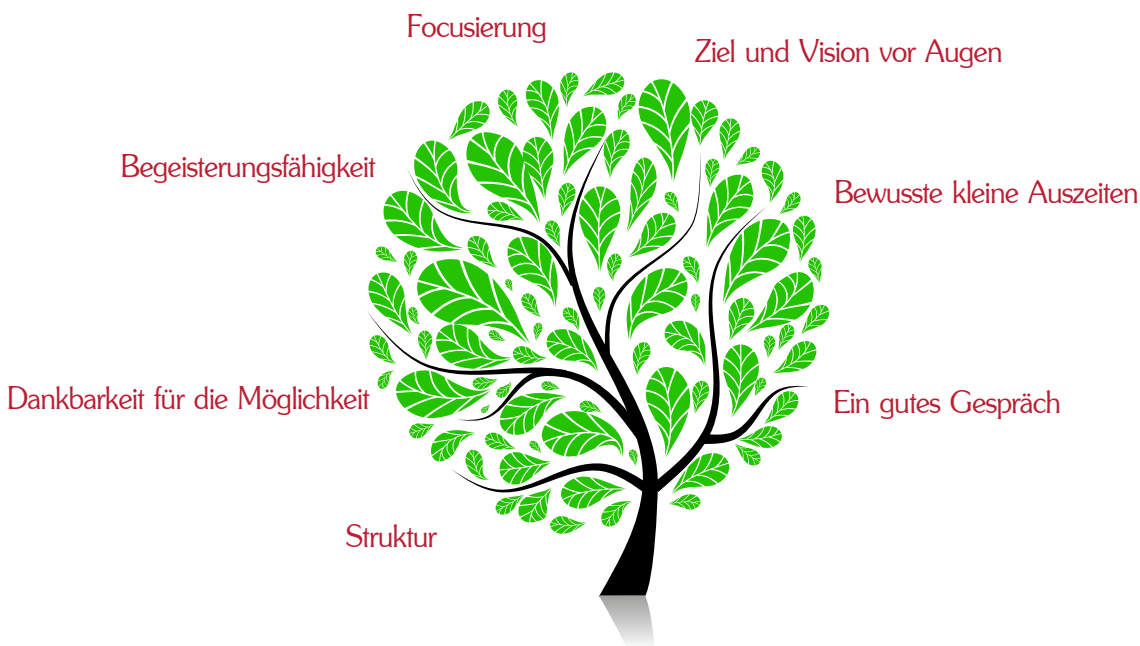 Focusierung
Ziel und Vision vor Augen
Begeisterungsfähigkeit
Bewusste kleine Auszeiten
Dankbarkeit für die Möglichkeit
Ein gutes Gespräch
Struktur